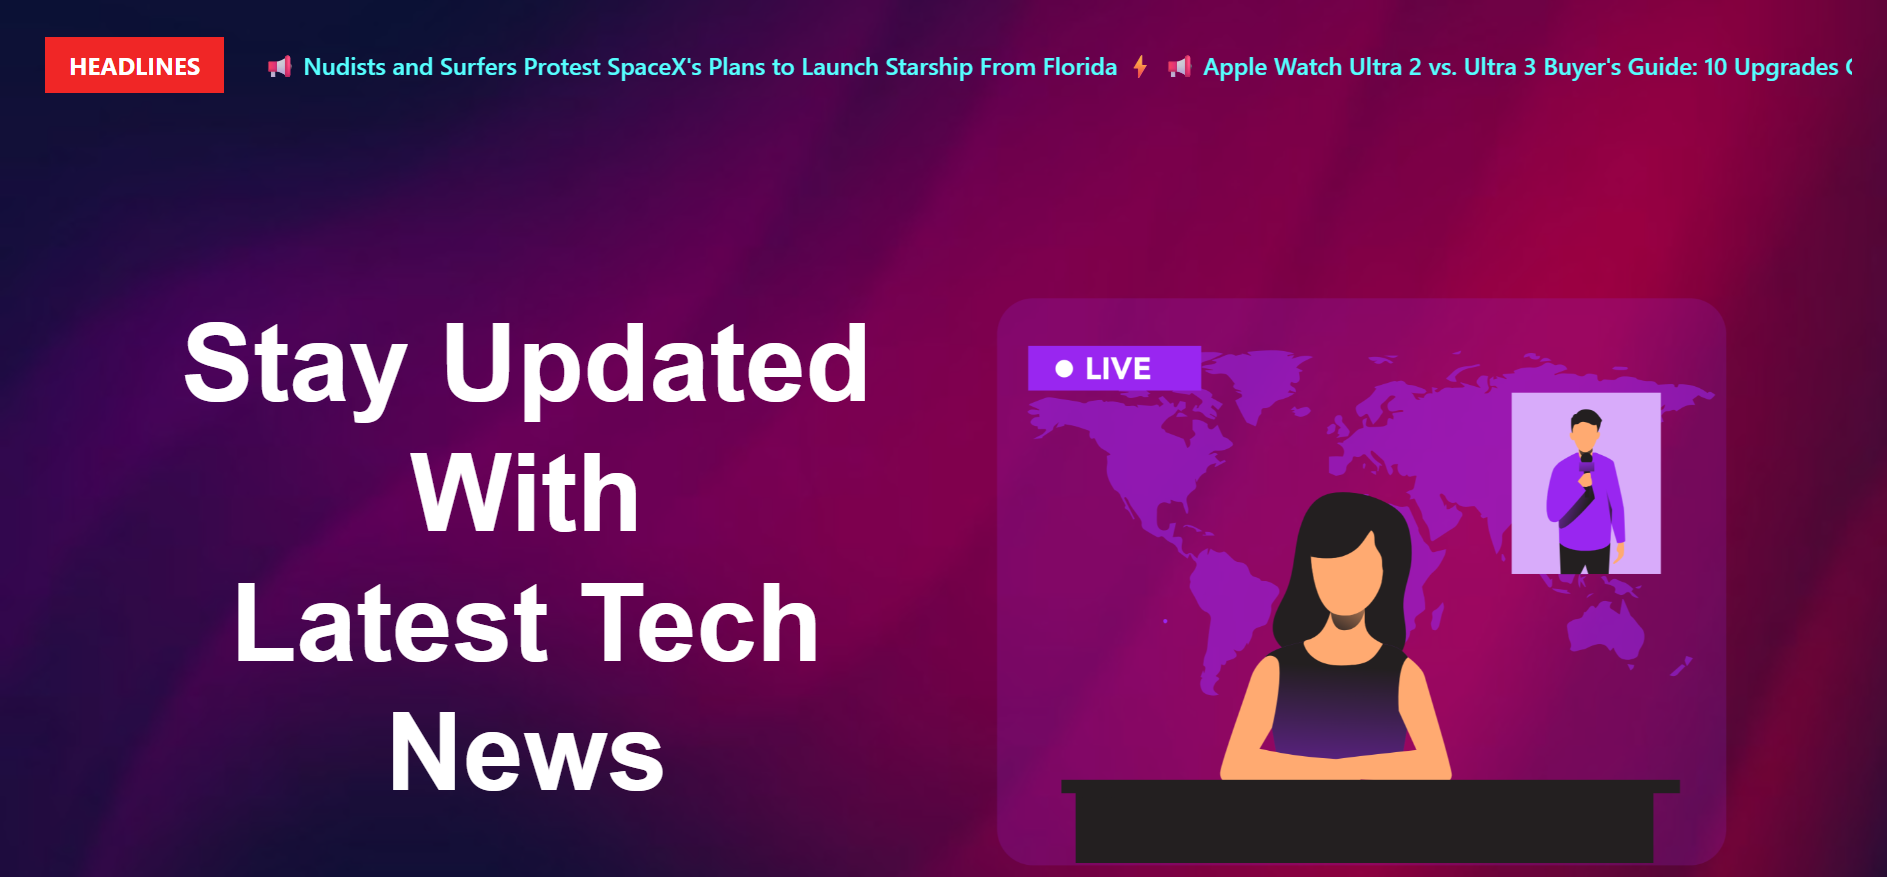 HEADLINES
📢 Nudists and Surfers Protest SpaceX's Plans to Launch Starship From Florida ⚡ 📢 Apple Watch Ultra 2 vs. Ultra 3 Buyer's Guide: 10 Upgrades
Stay Updated
With
Latest Tech
News
LIVE